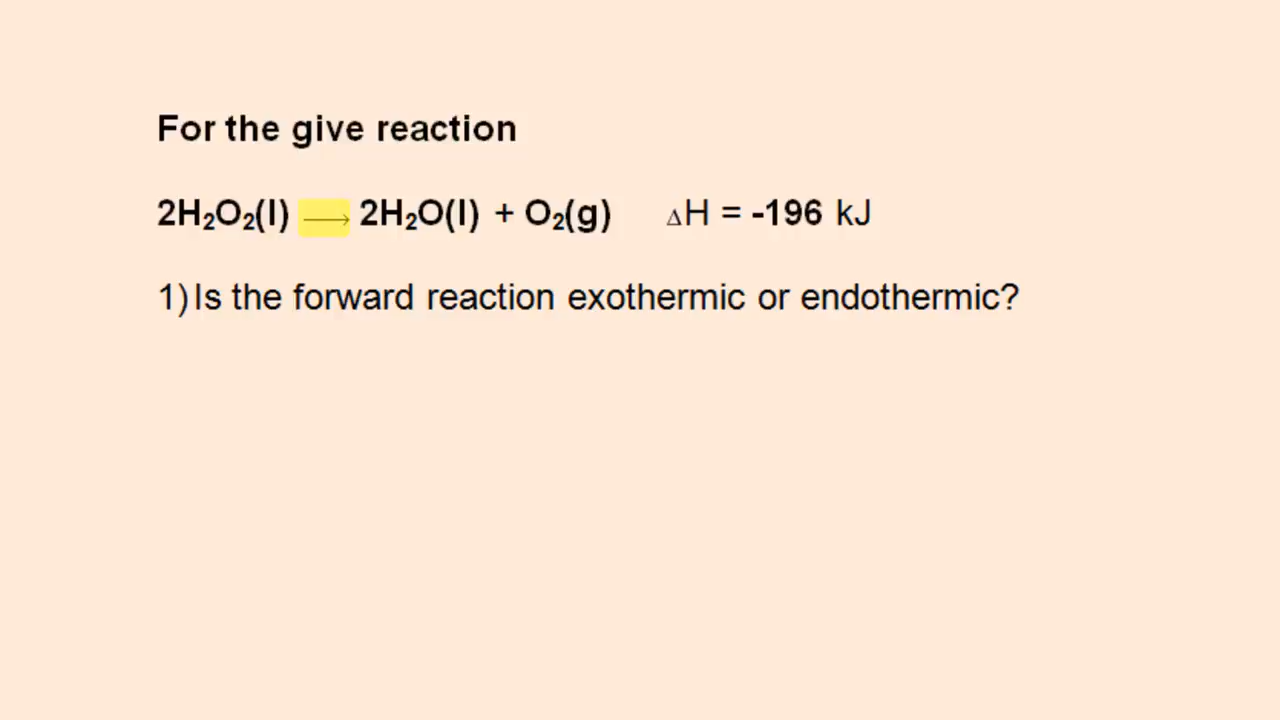 For the give reaction
2H₂O₂(l) ⟶ 2H₂O(l) + O₂(g) ΔH = -196 kJ
1) Is the forward reaction exothermic or endothermic?